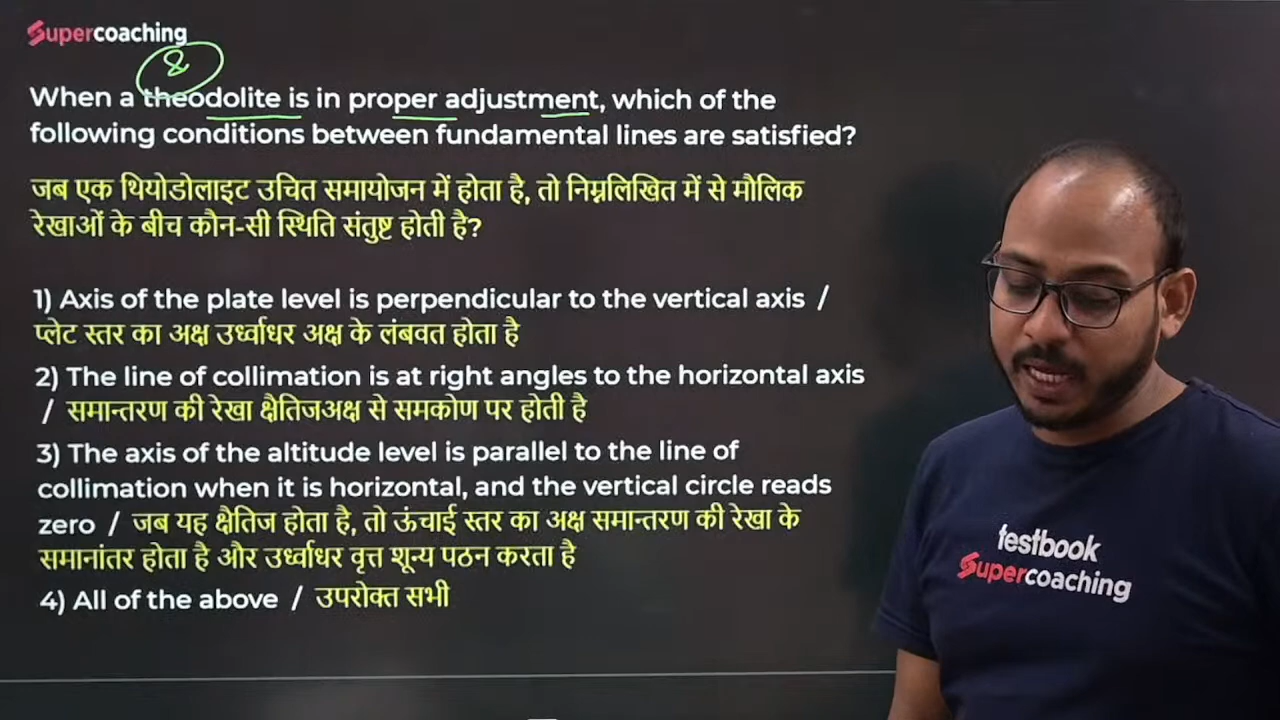 Supercoaching
8
When a theodolite is in proper adjustment, which of the
following conditions between fundamental lines are satisfied?
जब एक थियोडोलाइट उचित समायोजन में होता है, तो निम्नलिखित में से मौलिक
रेखाओं के बीच कौन-सी स्थिति संतुष्ट होती है?
1) Axis of the plate level is perpendicular to the vertical axis /
प्लेट स्तर का अक्ष उर्ध्वाधर अक्ष के लंबवत होता है
2) The line of collimation is at right angles to the horizontal axis
/ समान्तरण की रेखा क्षैतिजअक्ष से समकोण पर होती है
3) The axis of the altitude level is parallel to the line of
collimation when it is horizontal, and the vertical circle reads
zero / जब यह क्षैतिज होता है, तो ऊंचाई स्तर का अक्ष समान्तरण की रेखा के
समानांतर होता है और उर्ध्वाधर वृत्त शून्य पठन करता है
4) All of the above / उपरोक्त सभी
testbook
Supercoaching